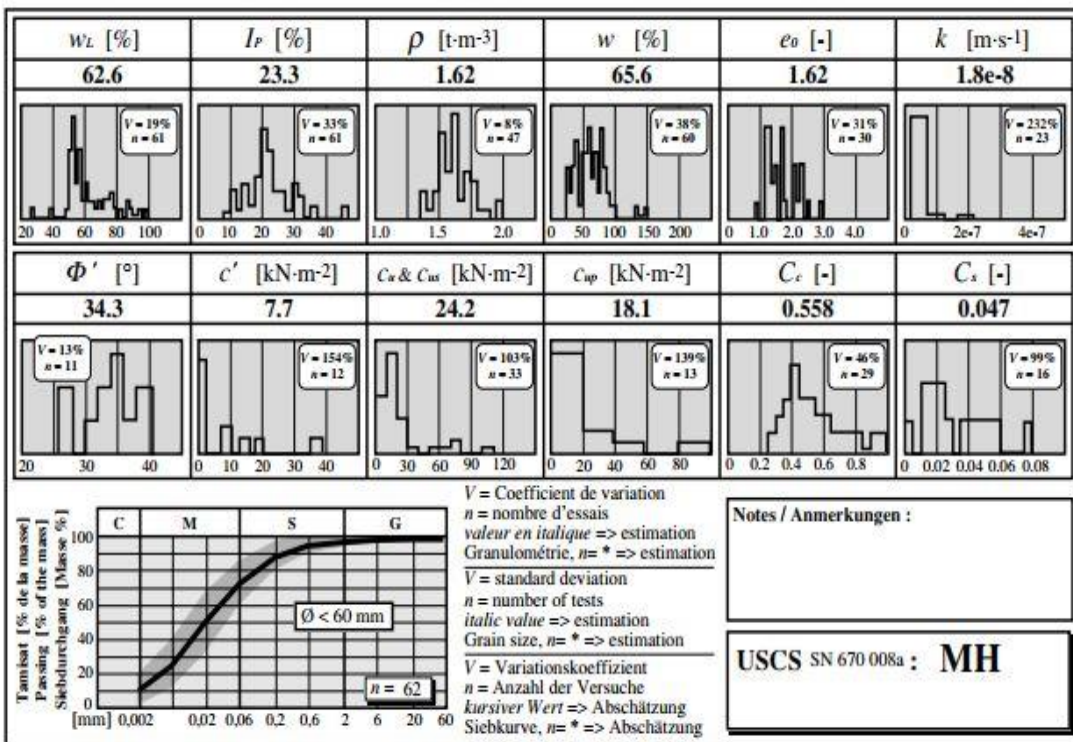 w_L [%] I_P [%] ρ [t·m-3] w [%] e_0 [-] k [m·s-1]
62.6 23.3 1.62 65.6 1.62 1.8e-8
V = 19% V = 33% V = 8% V = 38% V = 31% V = 232%
n = 61 n = 61 n = 47 n = 60 n = 30 n = 23
20 40 60 80 100 0 10 20 30 40 1.0 1.5 2.0 0 50 100 150 200 0 1.0 2.0 3.0 4.0 0 2e-7 4e-7
Φ' [°] c' [kN·m-2] c_u & c_us [kN·m-2] c_up [kN·m-2] C_c [-] C_s [-]
34.3 7.7 24.2 18.1 0.558 0.047
V = 13% V = 154% V = 103% V = 139% V = 46% V = 99%
n = 11 n = 12 n = 33 n = 13 n = 29 n = 16
20 30 40 0 10 20 30 40 50 0 30 60 90 120 0 20 40 60 80 0 0.2 0.4 0.6 0.8 0 0.02 0.04 0.06 0.08
Tamisat [% de la masse]
Passing [% of the mass]
Siebdurchgang [Masse %]
C M S G
100
80
60
40
20
0
Ø < 60 mm
n = 62
[mm] 0,002 0,02 0,06 0,2 0,6 2 6 20 60
V = Coefficient de variation
n = nombre d'essais
valeur en italique => estimation
Granulométrie, n= * => estimation
V = standard deviation
n = number of tests
italic value => estimation
Grain size, n= * => estimation
V = Variationskoeffizient
n = Anzahl der Versuche
kursiver Wert => Abschätzung
Siebkurve, n= * => Abschätzung
Notes / Anmerkungen :
USCS SN 670 008a : MH